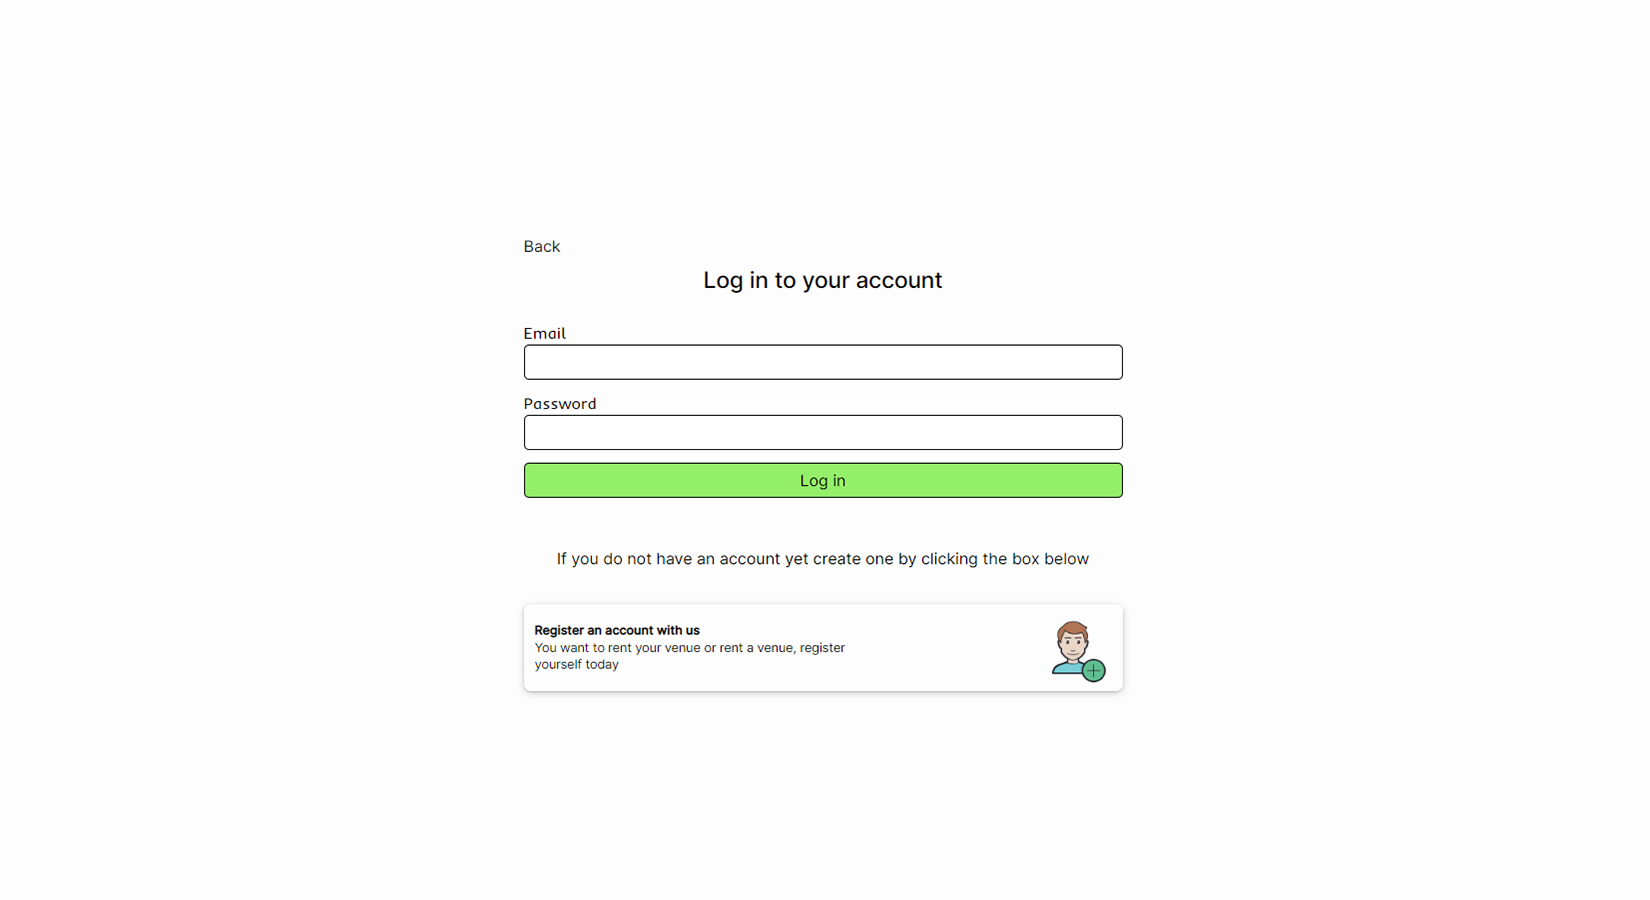 Back
Log in to your account
Email
Password
Log in
If you do not have an account yet create one by clicking the box below
Register an account with us
You want to rent your venue or rent a venue, register
yourself today